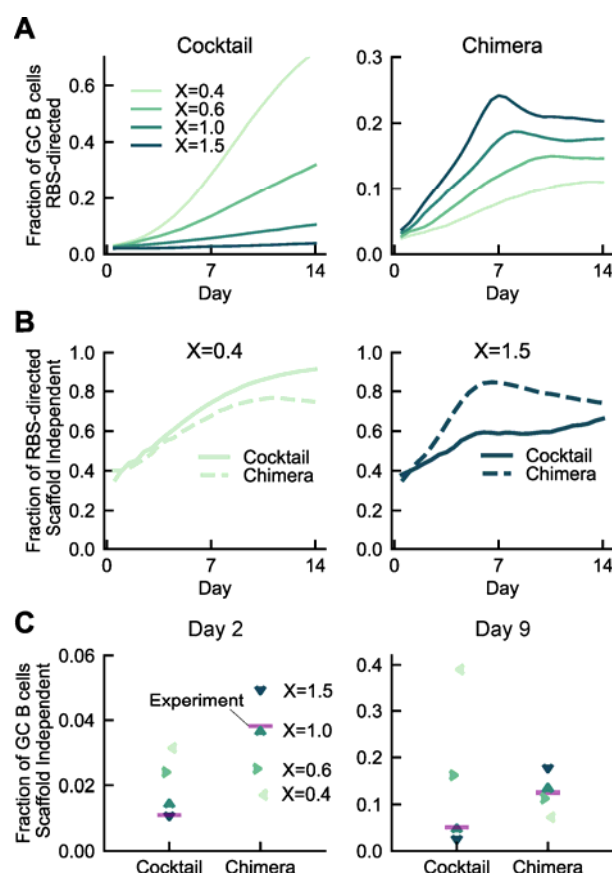 A
Cocktail
Chimera
Fraction of GC B cells
RBS-directed
0.6
0.4
0.2
0.0
X=0.4
X=0.6
X=1.0
X=1.5
0 7 14
Day
0.3
0.2
0.1
0.0
0 7 14
Day
B
X=0.4
X=1.5
Fraction of RBS-directed
Scaffold Independent
1.0
0.8
0.6
0.4
0.2
0.0
Cocktail
Chimera
0 7 14
Day
1.0
0.8
0.6
0.4
0.2
0.0
Cocktail
Chimera
0 7 14
Day
C
Day 2
Day 9
Fraction of GC B cells
Scaffold Independent
0.06
0.04
0.02
0.00
Experiment
X=1.5
X=1.0
X=0.6
X=0.4
Cocktail Chimera
0.4
0.3
0.2
0.1
0.0
Cocktail Chimera